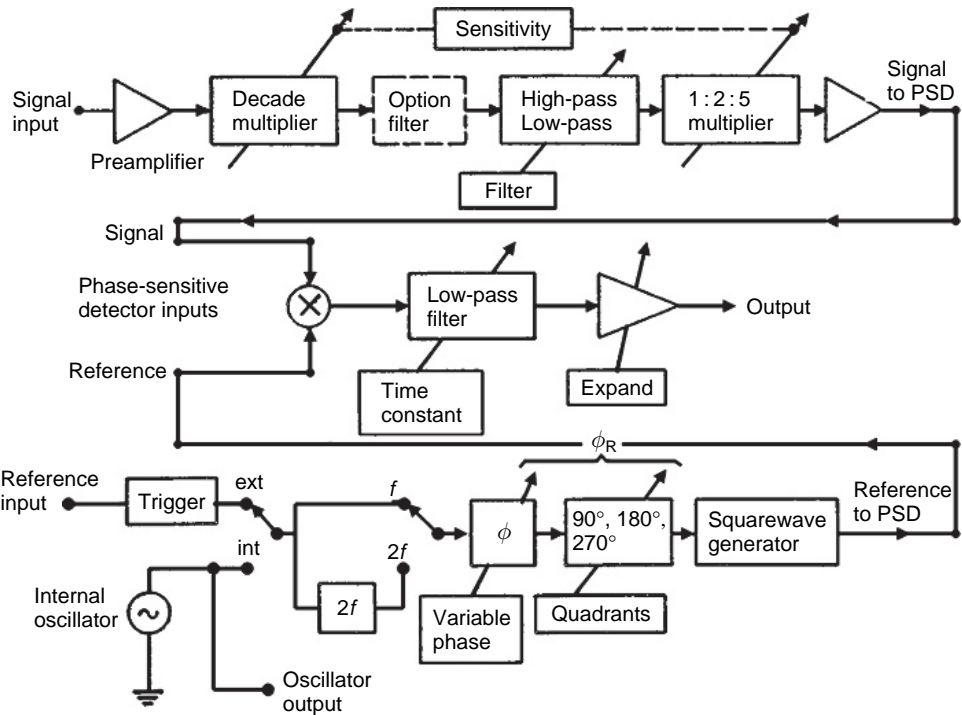 Sensitivity
Signal
input
Preamplifier
Decade
multiplier
Option
filter
High-pass
Low-pass
Filter
1 : 2 : 5
multiplier
Signal
to PSD
Signal
Phase-sensitive
detector inputs
Reference
Low-pass
filter
Time
constant
Expand
Output
ϕR
Reference
input
Trigger
ext
int
Internal
oscillator
Oscillator
output
2f
f
2f
ϕ
Variable
phase
90°, 180°,
270°
Quadrants
Squarewave
generator
Reference
to PSD